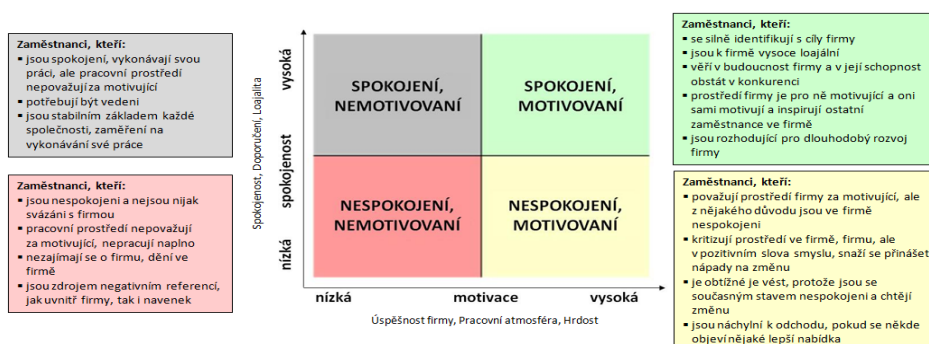 Zaměstnanci, kteří:
▪ jsou spokojení, vykonávají svou
práci, ale pracovní prostředí
nepovažují za motivující
▪ potřebují být vedeni
▪ jsou stabilním základem každé
společnosti, zaměření na
vykonávání své práce
Zaměstnanci, kteří:
▪ jsou nespokojeni a nejsou nijak
svázáni s firmou
▪ pracovní prostředí nepovažují
za motivující, nepracují naplno
▪ nezajímají se o firmu, dění ve
firmě
▪ jsou zdrojem negativním referencí,
jak uvnitř firmy, tak i navenek
Spokojenost, Doporučení, Loajalita
vysoká
spokojenost
nízká
SPOKOJENÍ,
NEMOTIVOVANÍ
SPOKOJENÍ,
MOTIVOVANÍ
NESPOKOJENÍ,
NEMOTIVOVANÍ
NESPOKOJENÍ,
MOTIVOVANÍ
nízká
motivace
vysoká
Úspěšnost firmy, Pracovní atmosféra, Hrdost
Zaměstnanci, kteří:
▪ se silně identifikují s cíly firmy
▪ jsou k firmě vysoce loajální
▪ věří v budoucnost firmy a v její schopnost
obstát v konkurenci
▪ prostředí firmy je pro ně motivující a oni
sami motivují a inspirují ostatní
zaměstnance ve firmě
▪ jsou rozhodující pro dlouhodobý rozvoj
firmy
Zaměstnanci, kteří:
▪ považují prostředí firmy za motivující, ale
z nějakého důvodu jsou ve firmě
nespokojeni
▪ kritizují prostředí ve firmě, firmu, ale
v pozitivním slova smyslu, snaží se přinášet
nápady na změnu
▪ je obtížné je vést, protože jsou se
současným stavem nespokojeni a chtějí
změnu
▪ jsou náchylní k odchodu, pokud se někde
objeví nějaké lepší nabídka